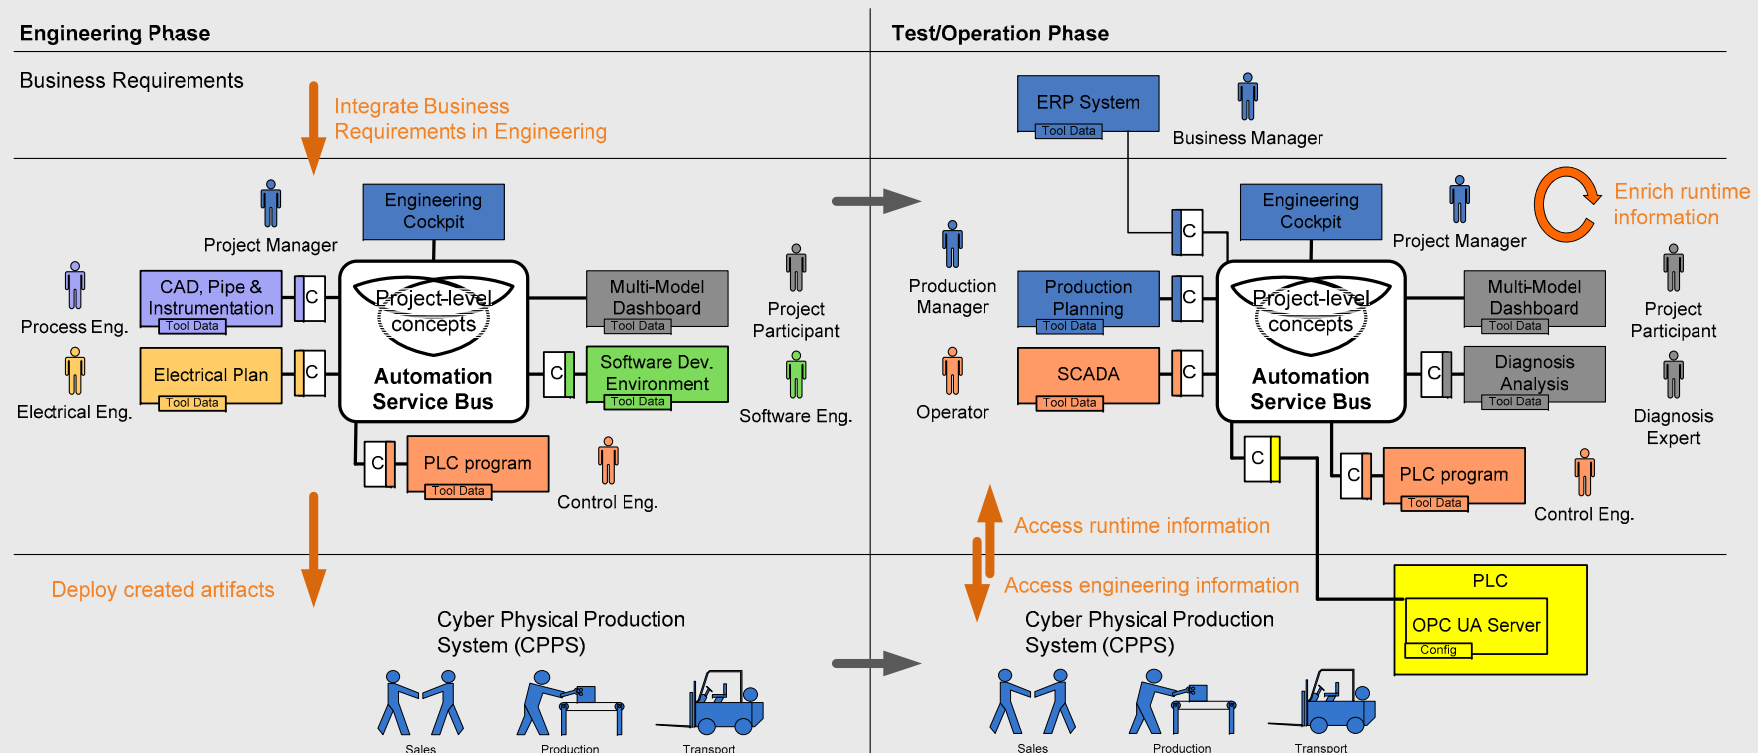 Engineering Phase
Business Requirements
Integrate Business
Requirements in Engineering
Project Manager
Engineering
Cockpit
Process Eng.
CAD, Pipe &
Instrumentation
Tool Data
C
Project-level
concepts
Automation
Service Bus
Multi-Model
Dashboard
Tool Data
Project
Participant
Electrical Eng.
Electrical Plan
Tool Data
C
C
Software Dev.
Environment
Tool Data
Software Eng.
C
PLC program
Tool Data
Control Eng.
Deploy created artifacts
Cyber Physical Production
System (CPPS)
Sales
Production
Transport
Test/Operation Phase
ERP System
Tool Data
Business Manager
Enrich runtime
information
C
Engineering
Cockpit
Project Manager
Production
Manager
Production
Planning
Tool Data
C
Project-level
concepts
Automation
Service Bus
Multi-Model
Dashboard
Tool Data
Project
Participant
Operator
SCADA
Tool Data
C
C
Diagnosis
Analysis
Tool Data
Diagnosis
Expert
C
C
PLC program
Tool Data
Control Eng.
Access runtime information
Access engineering information
PLC
OPC UA Server
Config
Cyber Physical Production
System (CPPS)
Sales
Production
Transport